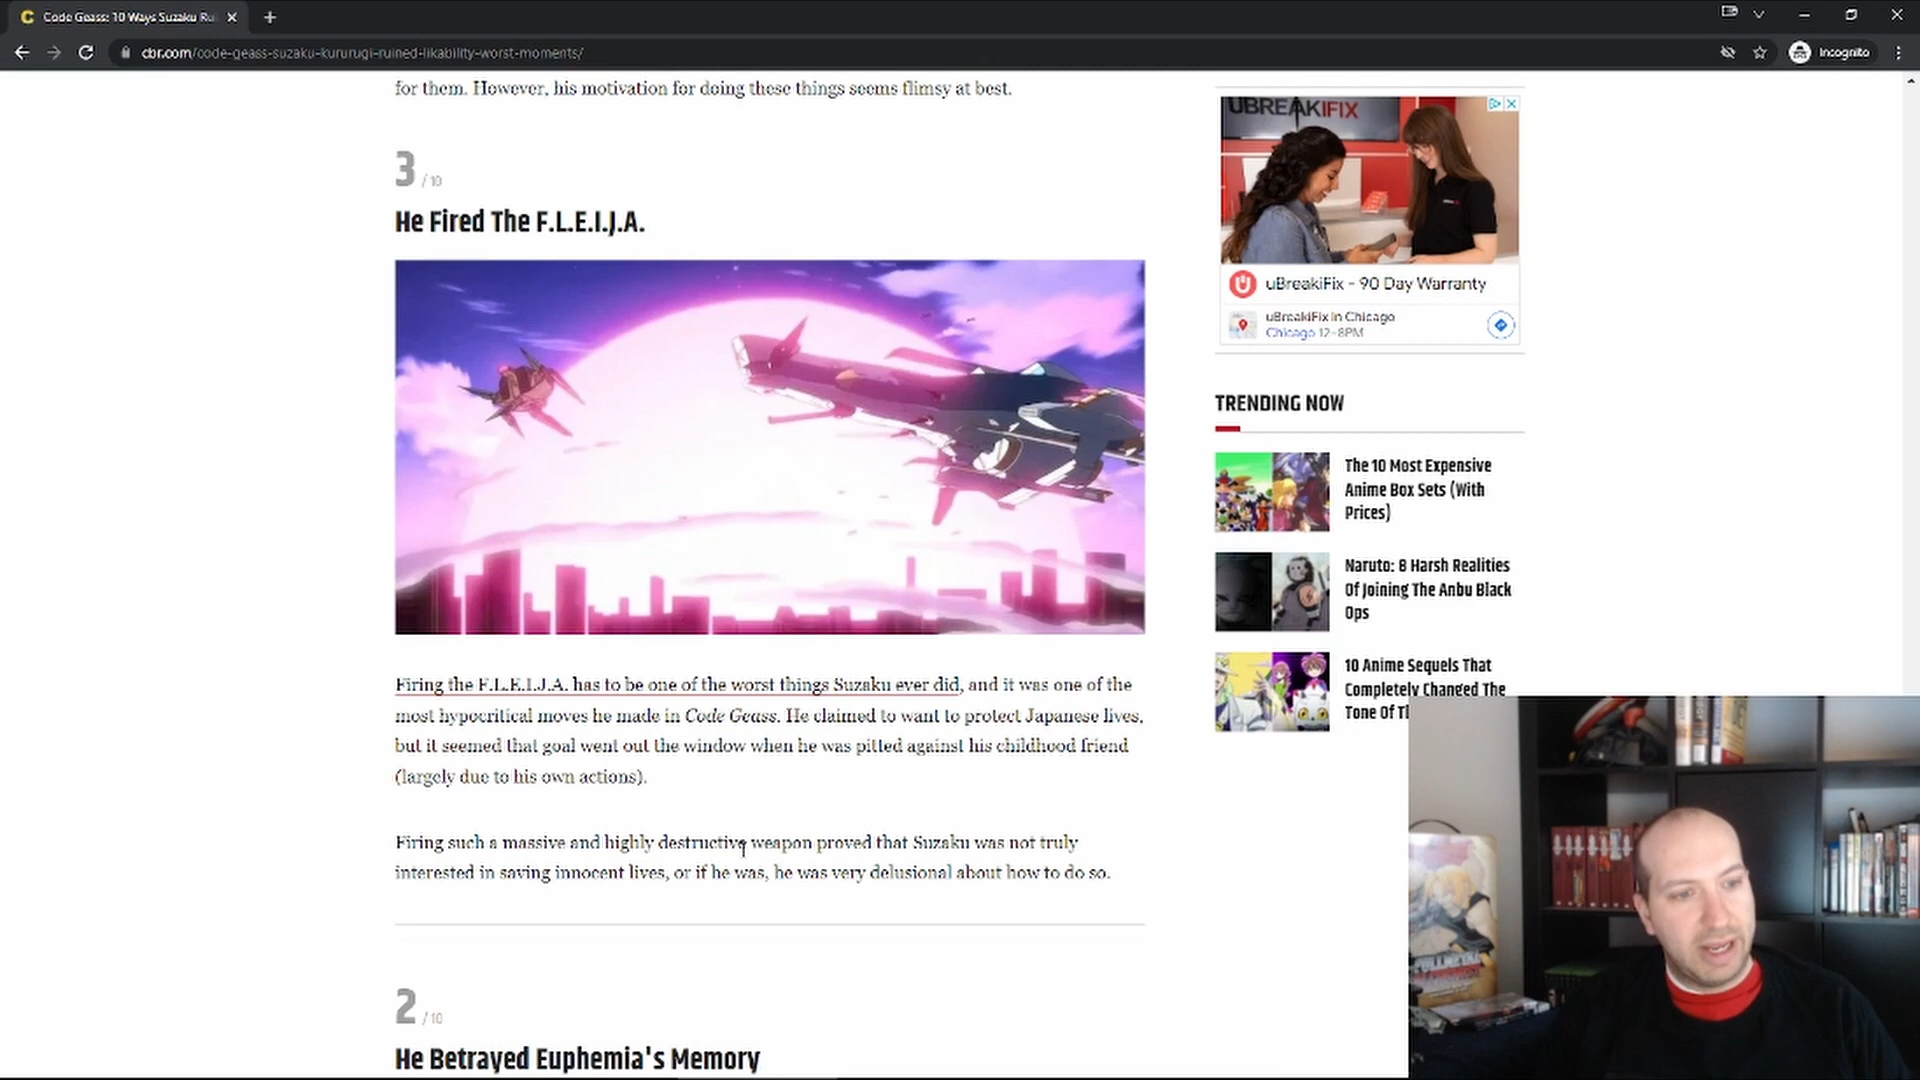 Code Geass: 10 Ways Suzaku Ru
cbr.com/code-geass-suzaku-kururugi-ruined-likability-worst-moments/
Incognito
for them. However, his motivation for doing these things seems flimsy at best.
3 / 10
He Fired The F.L.E.I.J.A.
Firing the F.L.E.I.J.A. has to be one of the worst things Suzaku ever did, and it was one of the
most hypocritical moves he made in Code Geass. He claimed to want to protect Japanese lives,
but it seemed that goal went out the window when he was pitted against his childhood friend
(largely due to his own actions).
Firing such a massive and highly destructive weapon proved that Suzaku was not truly
interested in saving innocent lives, or if he was, he was very delusional about how to do so.
2 / 10
He Betrayed Euphemia's Memory
UBREAKIFIX
uBreakiFix - 90 Day Warranty
uBreakiFix in Chicago
Chicago 12–8PM
TRENDING NOW
The 10 Most Expensive
Anime Box Sets (With
Prices)
Naruto: 8 Harsh Realities
Of Joining The Anbu Black
Ops
10 Anime Sequels That
Completely Changed The
Tone Of T
FULLMETAL